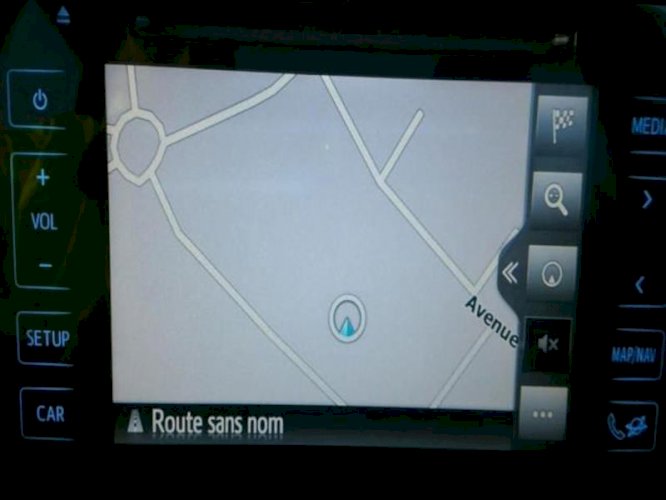 MEDI
+
VOL
-
SETUP
CAR
Avenue
MAP/NAV
Route sans nom